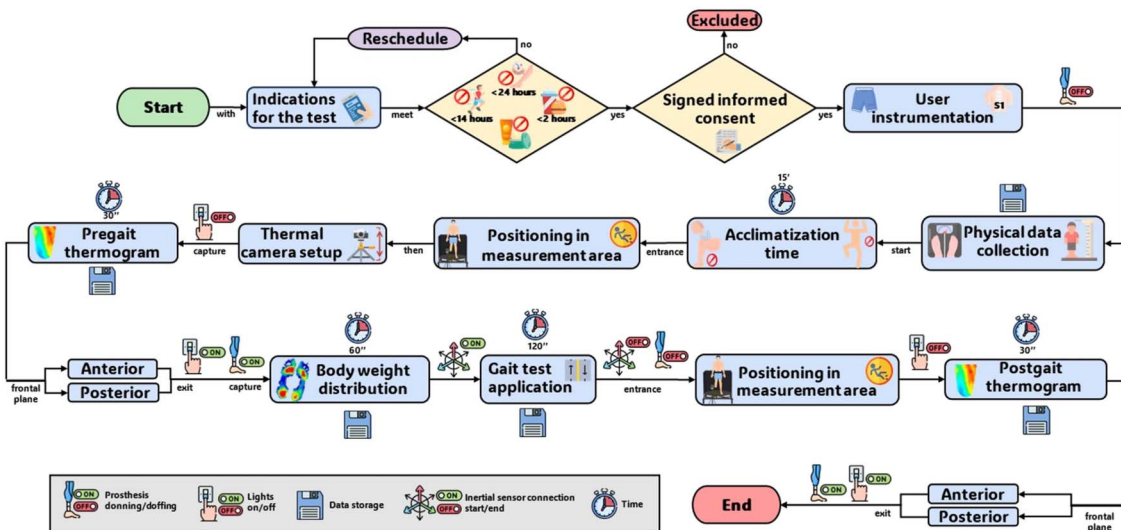 Reschedule
no
Excluded
no
Start
with
Indications
for the test
meet
<24 hours
<14 hours
<2 hours
yes
Signed informed
consent
yes
User
instrumentation
S1
OFF
30”
OFF
Pregait
thermogram
capture
Thermal
camera setup
then
Positioning in
measurement area
entrance
15'
Acclimatization
time
start
Physical data
collection
frontal
plane
Anterior
Posterior
exit
ON
ON
capture
60”
Body weight
distribution
ON
120”
Gait test
application
OFF
OFF
entrance
Positioning in
measurement area
OFF
30”
Postgait
thermogram
ON
OFF
Prosthesis
donning/doffing
ON
OFF
Lights
on/off
Data storage
ON
OFF
Inertial sensor connection
start/end
Time
End
ON
ON
exit
Anterior
Posterior
frontal
plane